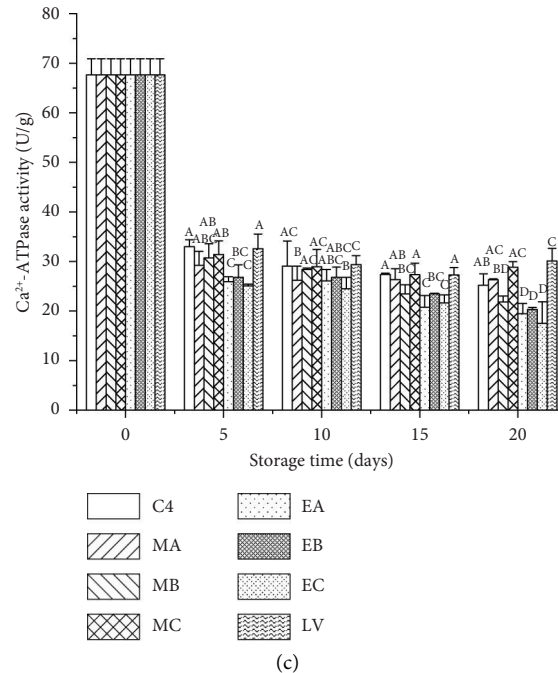 80
70
60
50
40
30
20
10
0
Ca²⁺-ATPase activity (U/g)
A
ABC
AB
AB
C
BC
C
A
AC
B
AC
AC
ABC
ABC
B
AC
A
AB
BC
A
C
BC
C
A
AB
AC
BD
AC
D
D
D
C
0 5 10 15 20
Storage time (days)
C4 EA
MA EB
MB EC
MC LV
(c)